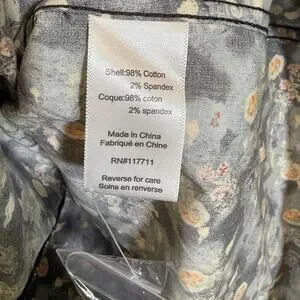 Shell:98% Cotton
2% Spandex
Coque:98% coton
2% spandex
Made in China
Fabriqué en Chine
RN#117711
Reverse for care
Soins en renverse